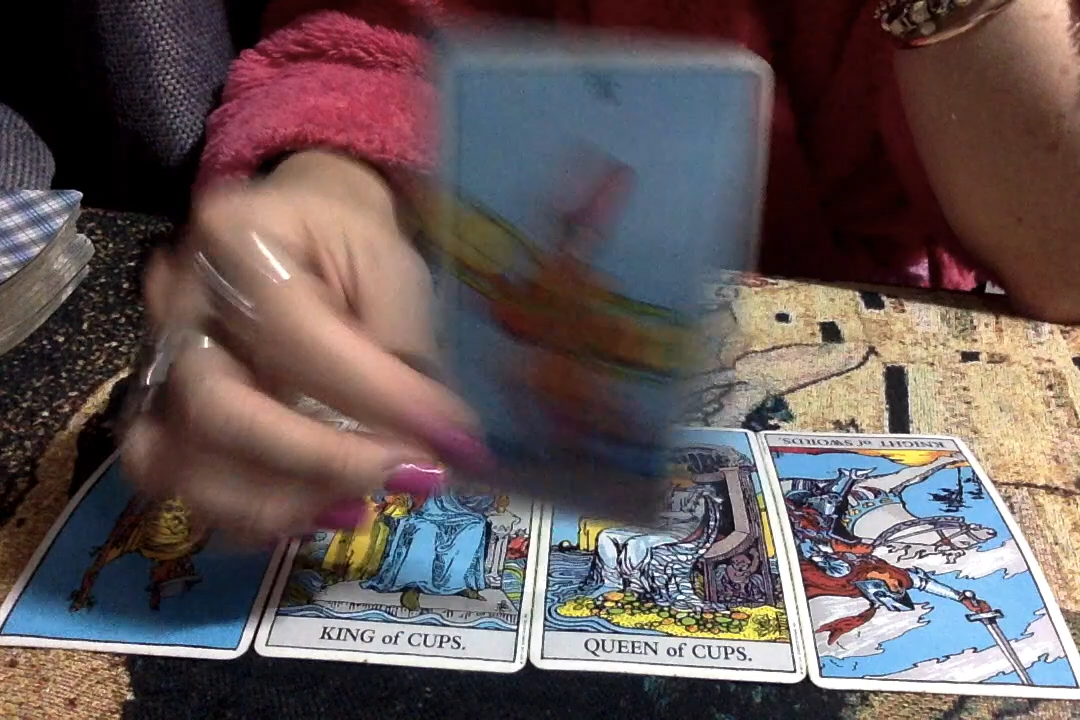 KNIGHT of SWORDS.
KING of CUPS.
QUEEN of CUPS.